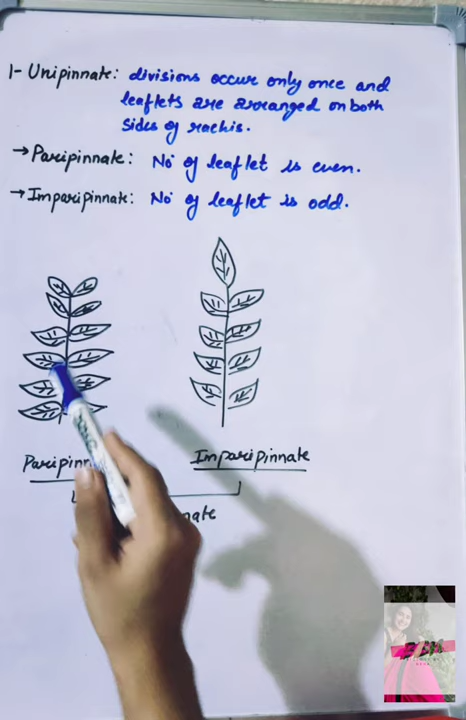 1- Unipinnate: divisions occur only once and
leaflets are arranged on both
sides of rachis.
→ Paripinnate: No of leaflet is even.
→ Imparipinnate: No of leaflet is odd.
Imparipinnate